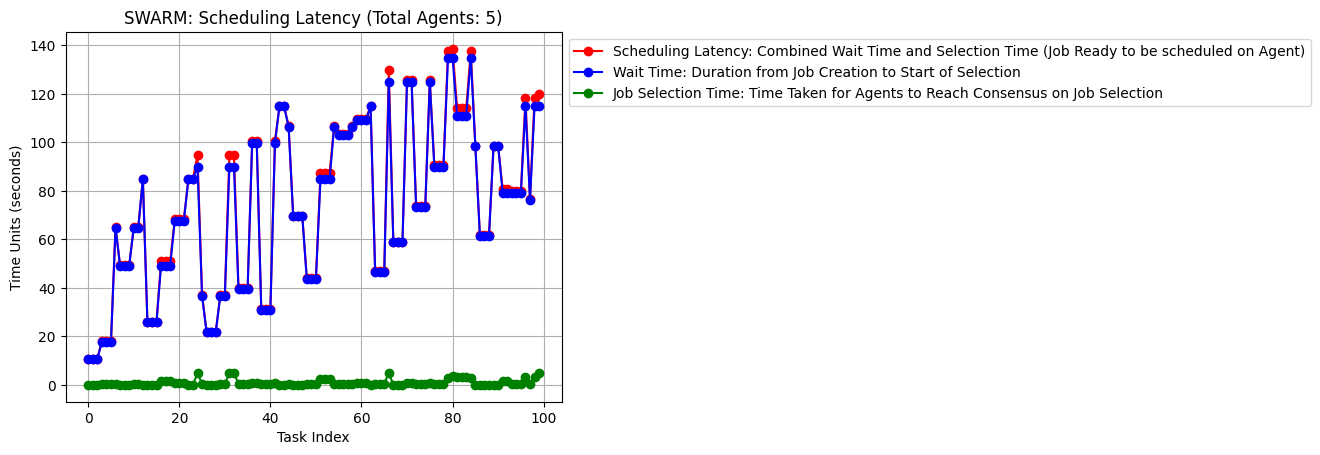 SWARM: Scheduling Latency (Total Agents: 5)
Scheduling Latency: Combined Wait Time and Selection Time (Job Ready to be scheduled on Agent)
Wait Time: Duration from Job Creation to Start of Selection
Job Selection Time: Time Taken for Agents to Reach Consensus on Job Selection
Time Units (seconds)
140
120
100
80
60
40
20
0
0 20 40 60 80 100
Task Index